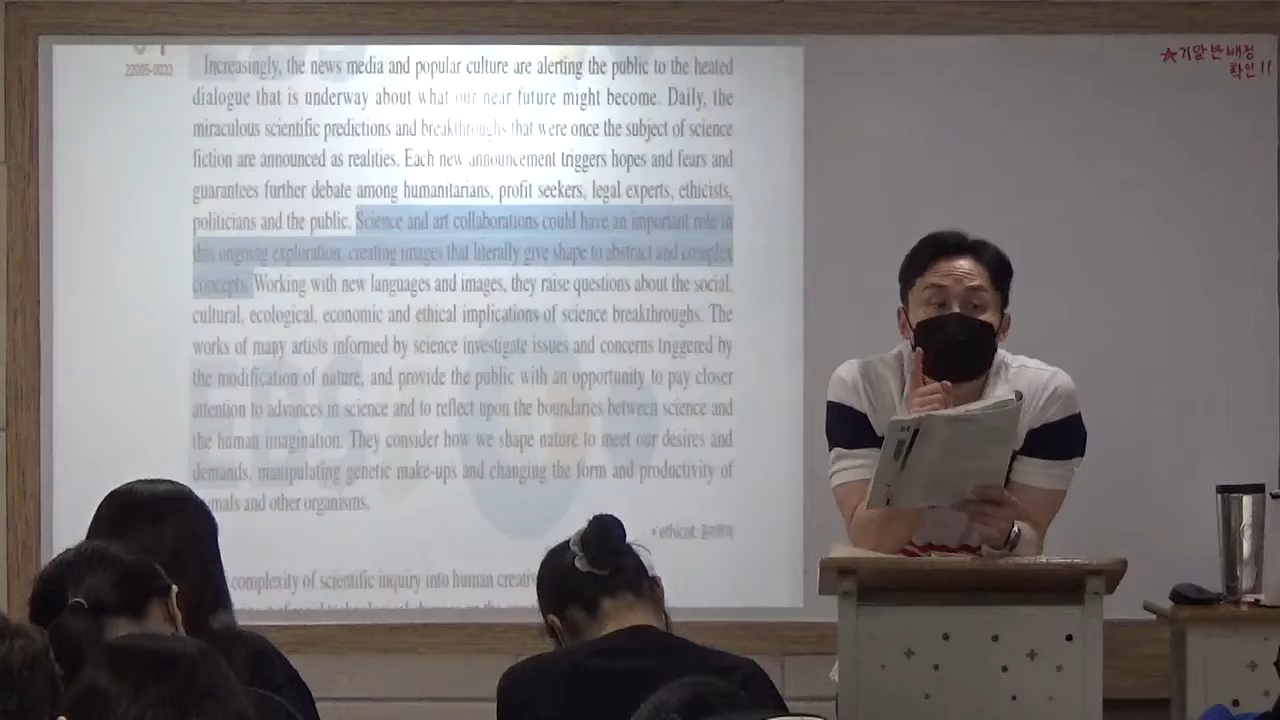 22005-0033
Increasingly, the news media and popular culture are alerting the public to the heated
dialogue that is underway about what our near future might become. Daily, the
miraculous scientific predictions and breakthroughs that were once the subject of science
fiction are announced as realities. Each new announcement triggers hopes and fears and
guarantees further debate among humanitarians, profit seekers, legal experts, ethicists,
politicians and the public. Science and art collaborations could have an important role in
this ongoing exploration, creating images that literally give shape to abstract and complex
concepts. Working with new languages and images, they raise questions about the social,
cultural, ecological, economic and ethical implications of science breakthroughs. The
works of many artists informed by science investigate issues and concerns triggered by
the modification of nature, and provide the public with an opportunity to pay closer
attention to advances in science and to reflect upon the boundaries between science and
the human imagination. They consider how we shape nature to meet our desires and
demands, manipulating genetic make-ups and changing the form and productivity of
and other organisms.
* ethicist 윤리학자
complexity of scientific inquiry into human
★기말 반배정
확인!!